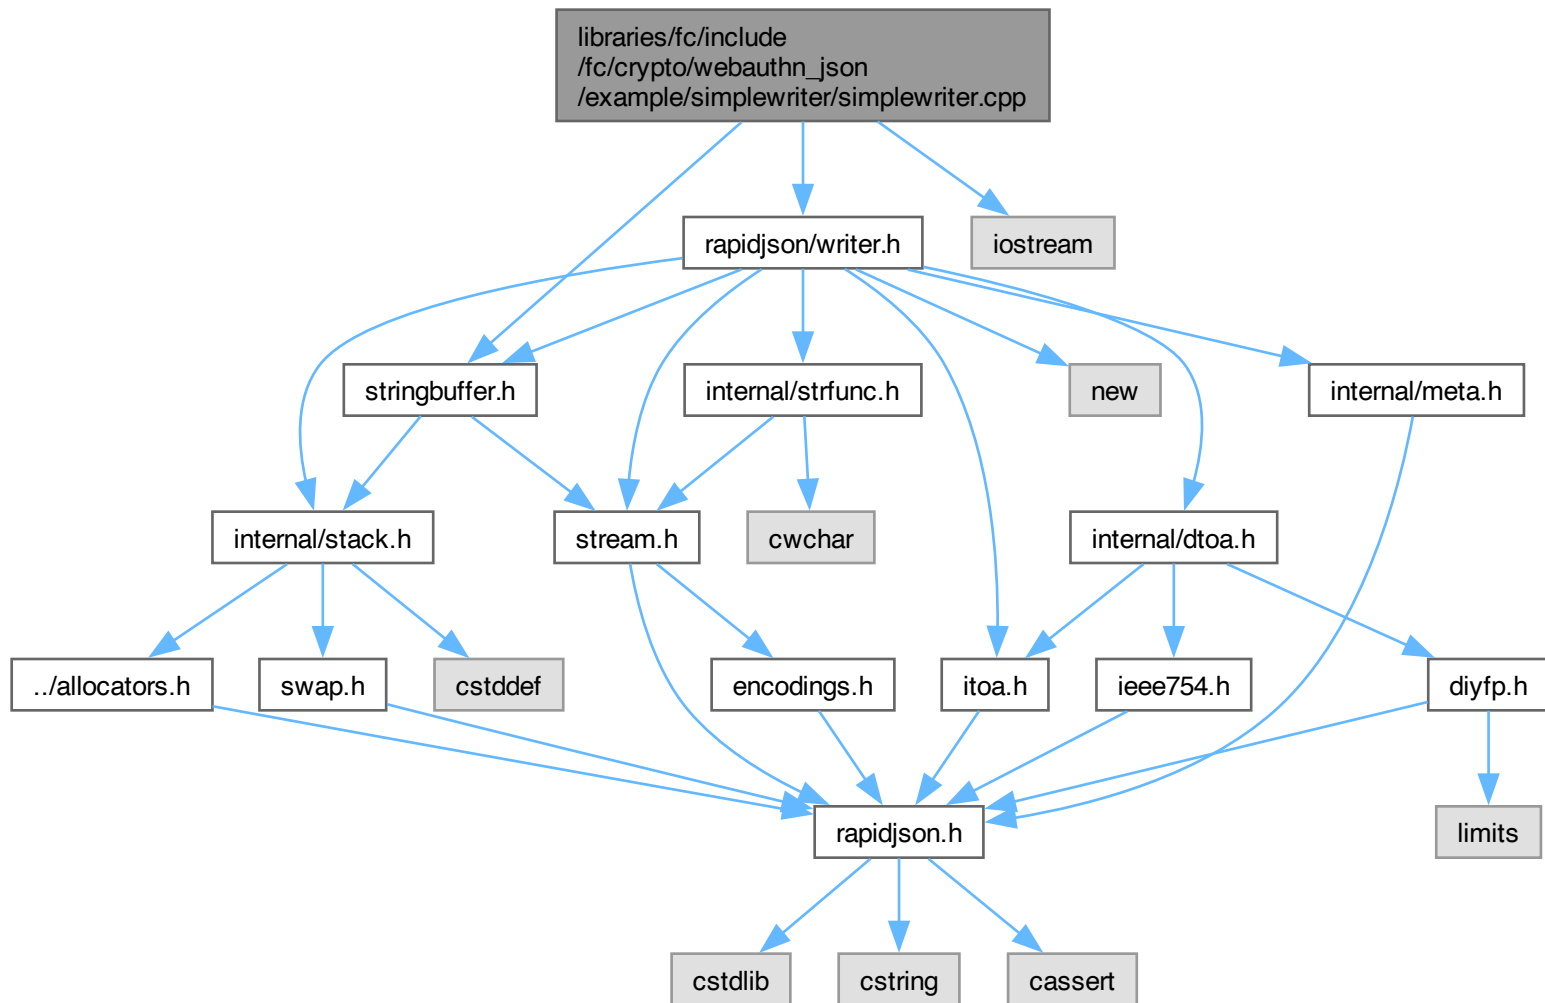 libraries/fc/include
/fc/crypto/webauthn_json
/example/simplewriter/simplewriter.cpp
rapidjson/writer.h
iostream
stringbuffer.h
internal/strfunc.h
new
internal/meta.h
internal/stack.h
stream.h
cwchar
internal/dtoa.h
../allocators.h
swap.h
cstddef
encodings.h
itoa.h
ieee754.h
diyfp.h
rapidjson.h
limits
cstdlib
cstring
cassert